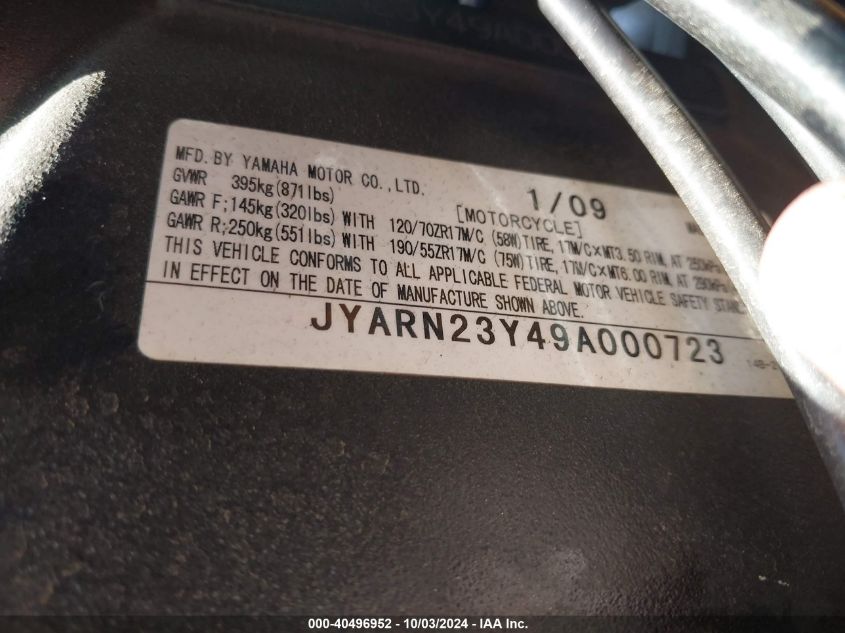 MFD. BY YAMAHA MOTOR CO., LTD.
1/09
GVWR 395kg(871lbs) [MOTORCYCLE]
GAWR F;145kg(320lbs) WITH 120/70ZR17M/C (58W)TIRE, 17M/C×MT3.50 RIM, AT 250kPa
GAWR R;250kg(551lbs) WITH 190/55ZR17M/C (75W)TIRE, 17M/C×MT6.00 RIM, AT 290kPa
THIS VEHICLE CONFORMS TO ALL APPLICABLE FEDERAL MOTOR VEHICLE SAFETY
IN EFFECT ON THE DATE OF MANUFACTURE SHOWN ABOVE.
JYARN23Y49A000723
000-40496952 - 10/03/2024 - IAA Inc.